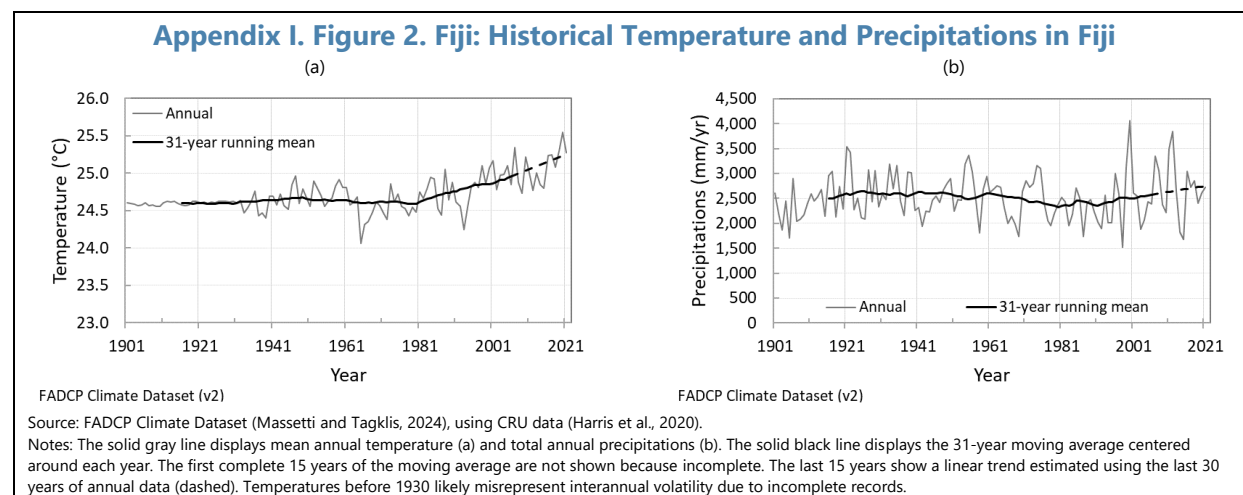 Appendix I. Figure 2. Fiji: Historical Temperature and Precipitations in Fiji
(a)
26.0
25.5
25.0
24.5
24.0
23.5
23.0
Temperature (°C)
Annual
31-year running mean
1901 1921 1941 1961 1981 2001 2021
Year
FADCP Climate Dataset (v2)
(b)
4,500
4,000
3,500
3,000
2,500
2,000
1,500
1,000
500
0
Precipitations (mm/yr)
Annual
31-year running mean
1901 1921 1941 1961 1981 2001 2021
Year
FADCP Climate Dataset (v2)
Source: FADCP Climate Dataset (Massetti and Tagklis, 2024), using CRU data (Harris et al., 2020).
Notes: The solid gray line displays mean annual temperature (a) and total annual precipitations (b). The solid black line displays the 31-year moving average centered
around each year. The first complete 15 years of the moving average are not shown because incomplete. The last 15 years show a linear trend estimated using the last 30
years of annual data (dashed). Temperatures before 1930 likely misrepresent interannual volatility due to incomplete records.